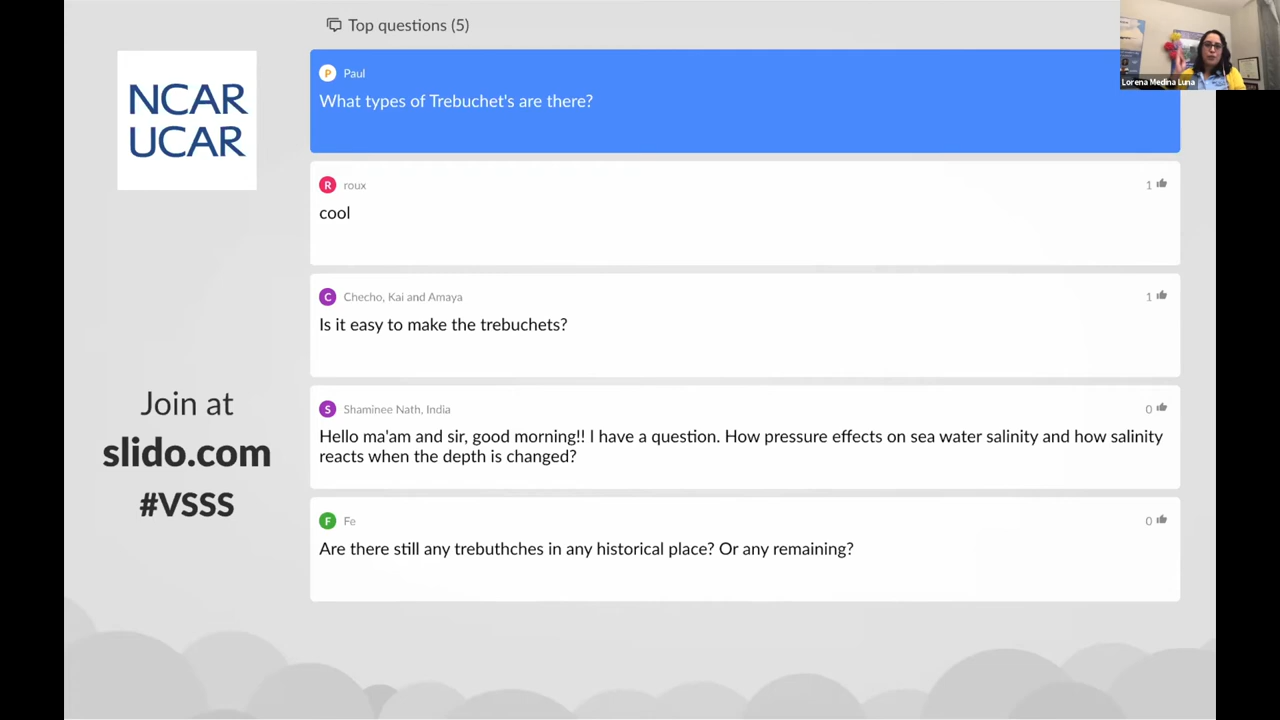 Top questions (5)
NCAR
UCAR
P Paul
What types of Trebuchet's are there?
Lorena Medina Luna
R roux 1
cool
C Checho, Kai and Amaya 1
Is it easy to make the trebuchets?
S Shaminee Nath, India 0
Hello ma'am and sir, good morning!! I have a question. How pressure effects on sea water salinity and how salinity
reacts when the depth is changed?
F Fe 0
Are there still any trebuthches in any historical place? Or any remaining?
Join at
slido.com
#VSSS